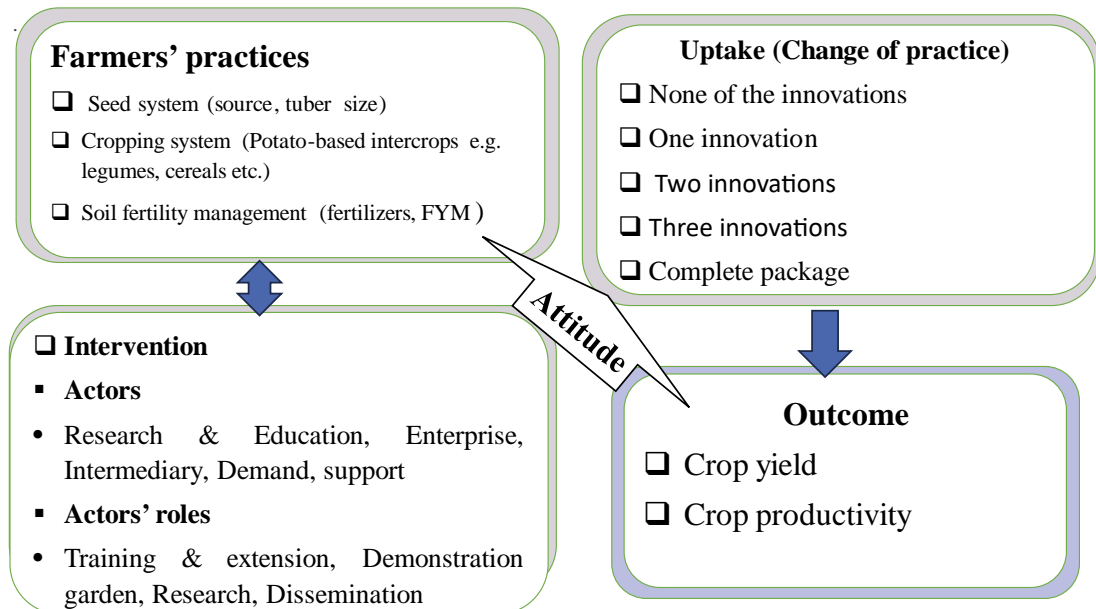 Farmers’ practices
❑ Seed system (source, tuber size)
❑ Cropping system (Potato-based intercrops e.g.
legumes, cereals etc.)
❑ Soil fertility management (fertilizers, FYM )
Uptake (Change of practice)
❑ None of the innovations
❑ One innovation
❑ Two innovations
❑ Three innovations
❑ Complete package
Attitude
❑ Intervention
▪ Actors
• Research & Education, Enterprise,
Intermediary, Demand, support
▪ Actors’ roles
• Training & extension, Demonstration
garden, Research, Dissemination
Outcome
❑ Crop yield
❑ Crop productivity